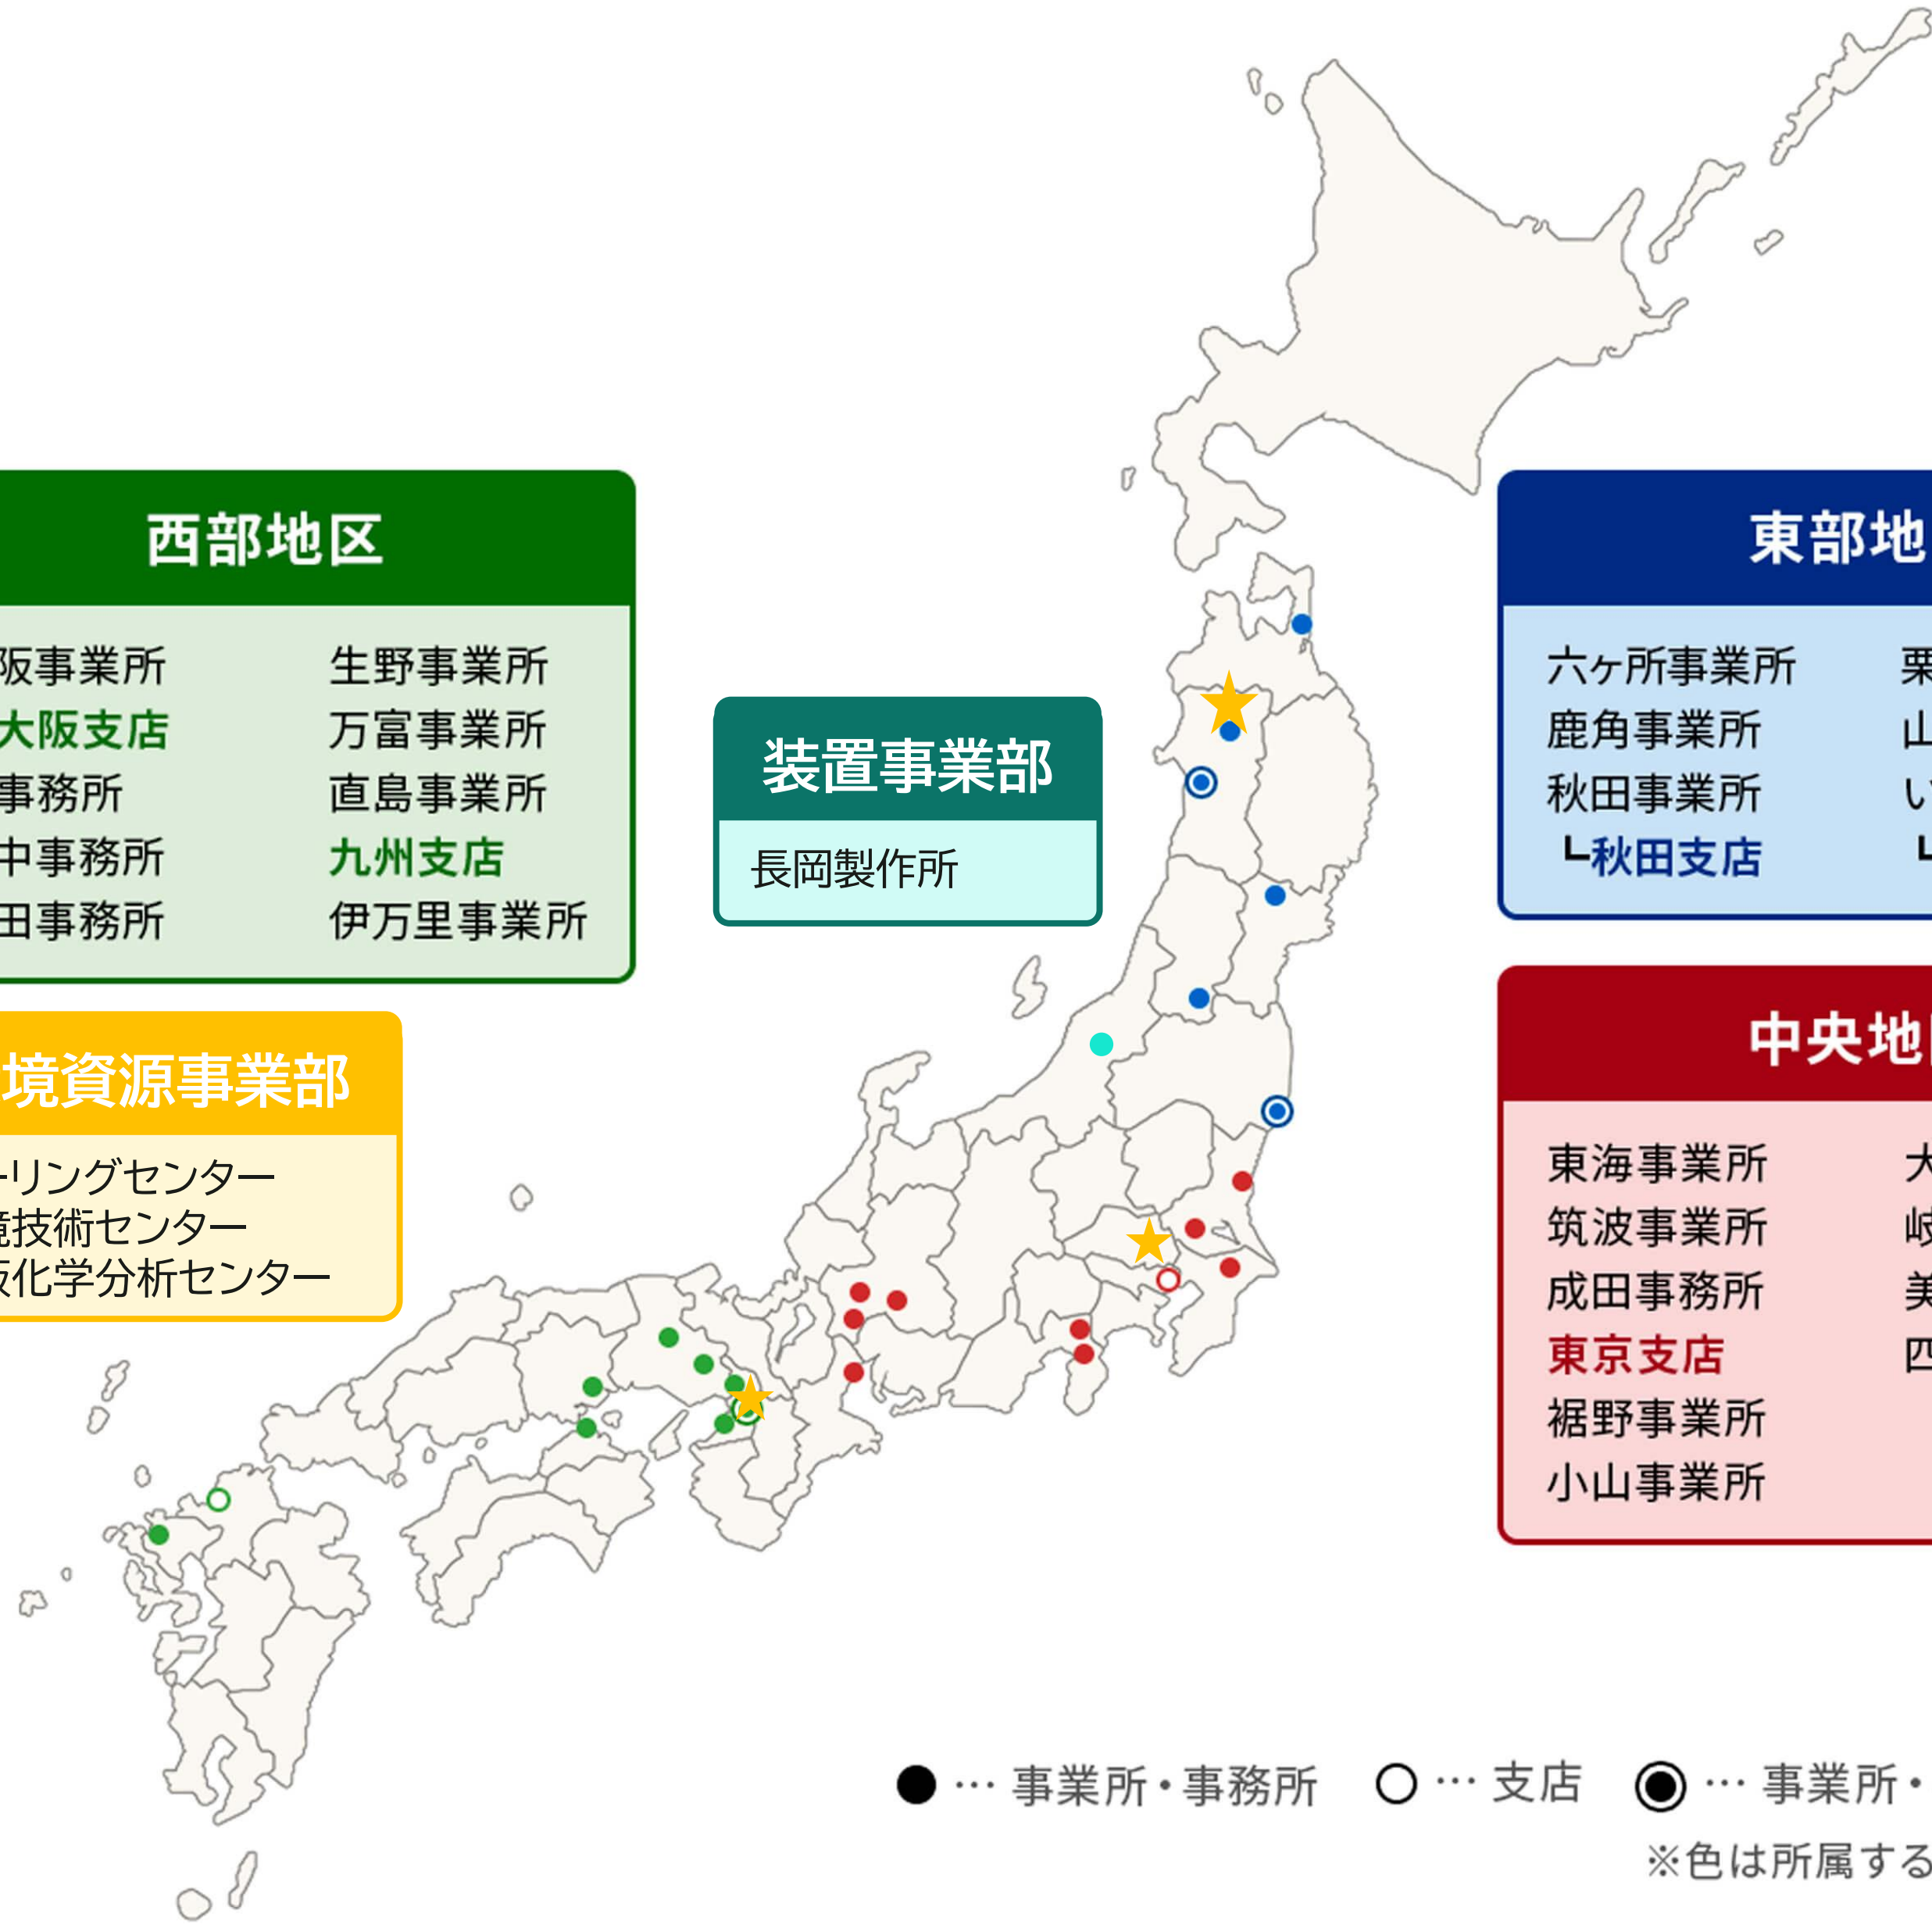 西部地区
阪事業所
大阪支店
事務所
中事務所
田事務所
生野事業所
万富事業所
直島事業所
九州支店
伊万里事業所
境資源事業部
ーリングセンター
境技術センター
阪化学分析センター
装置事業部
長岡製作所
東部地
六ヶ所事業所
鹿角事業所
秋田事業所
┗秋田支店
栗
山
い
┗
中央地
東海事業所
筑波事業所
成田事務所
東京支店
裾野事業所
小山事業所
大
岐
美
四
●… 事業所・事務所
○… 支店
◉… 事業所・
※色は所属する